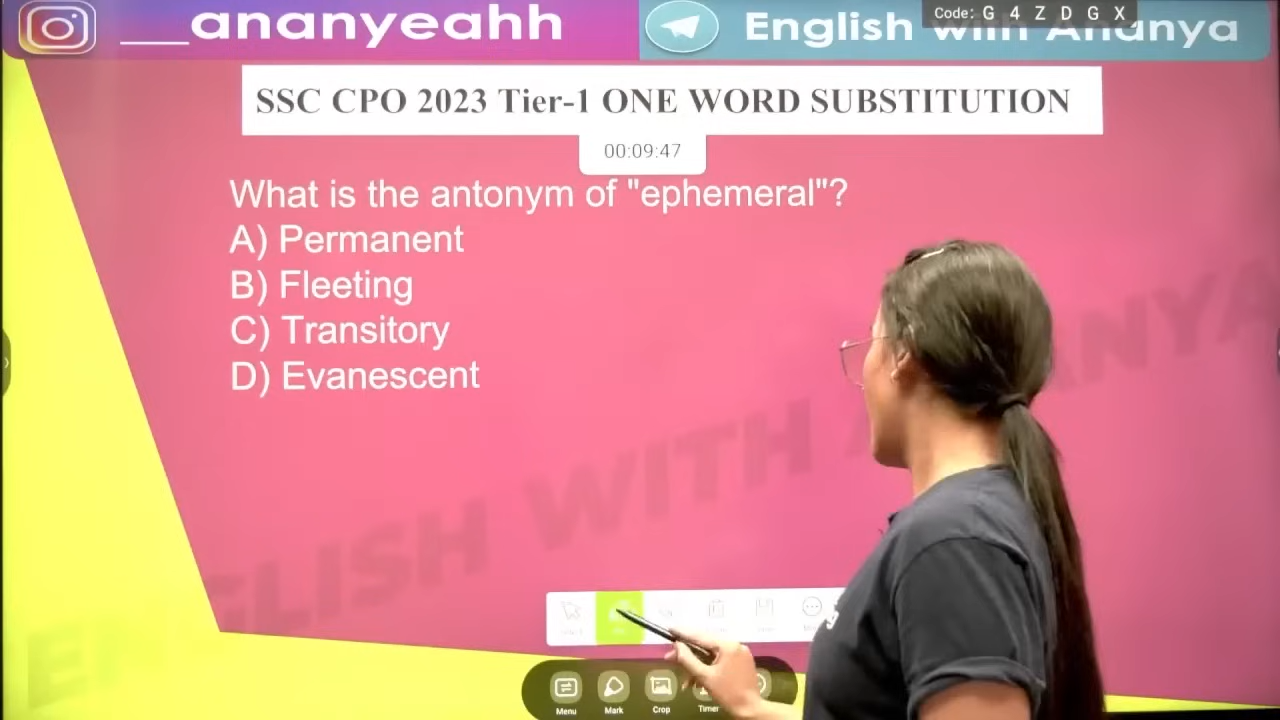 ___ananyeahh
English with Ananya
Code: G 4 Z D G X
SSC CPO 2023 Tier-1 ONE WORD SUBSTITUTION
00:09:47
What is the antonym of "ephemeral"?
A) Permanent
B) Fleeting
C) Transitory
D) Evanescent
ENGLISH WITH ANANYA
Menu
Mark
Crop
Timer